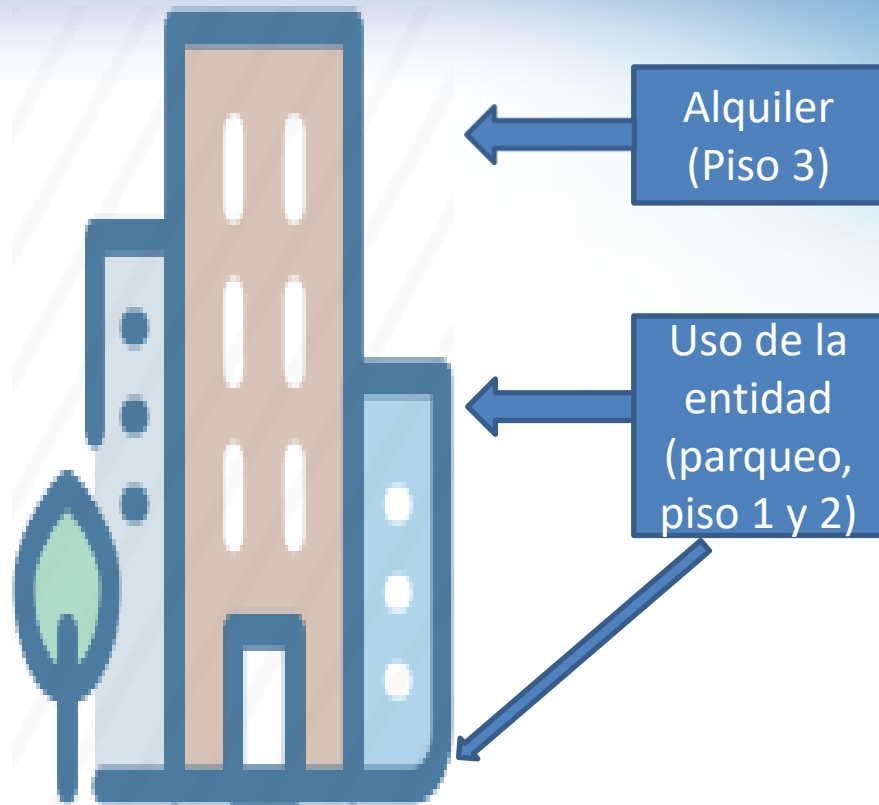 Alquiler
(Piso 3)
Uso de la
entidad
(parqueo,
piso 1 y 2)